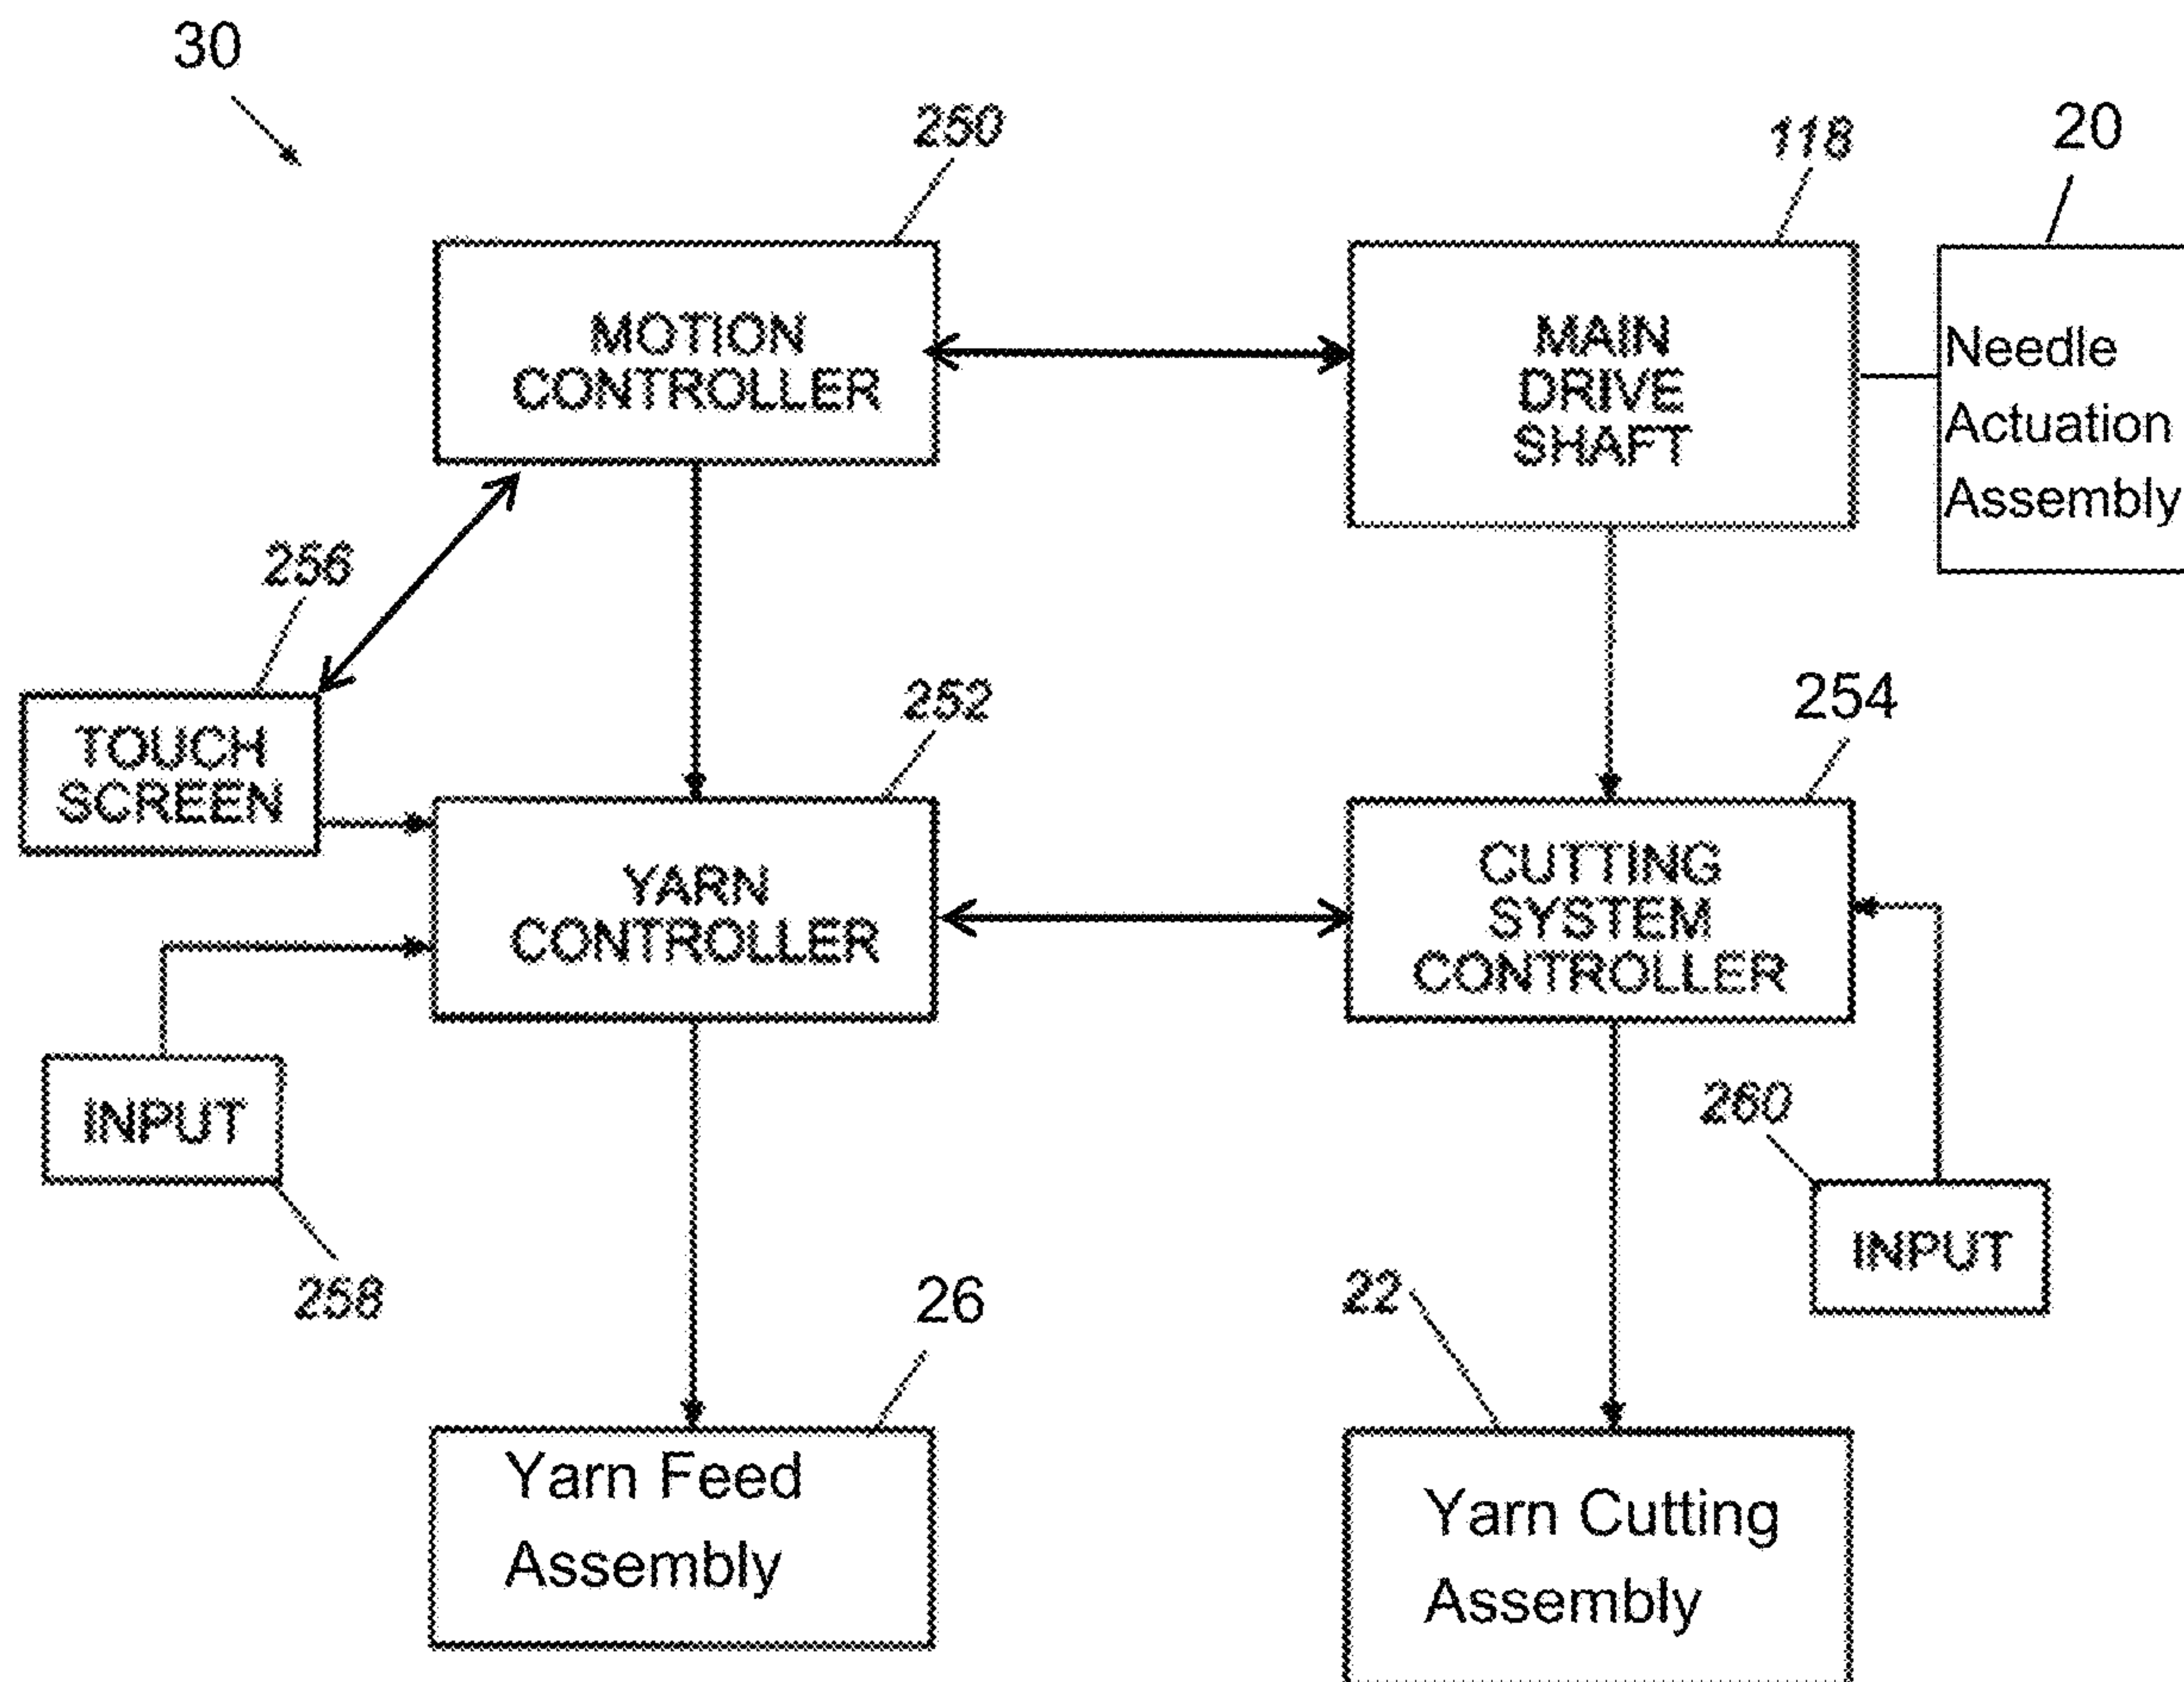 30
250
118
20
MOTION
CONTROLLER
MAIN
DRIVE
SHAFT
Needle
Actuation
Assembly
256
252
254
TOUCH
SCREEN
YARN
CONTROLLER
CUTTING
SYSTEM
CONTROLLER
INPUT
258
260
INPUT
26
22
Yarn Feed
Assembly
Yarn Cutting
Assembly